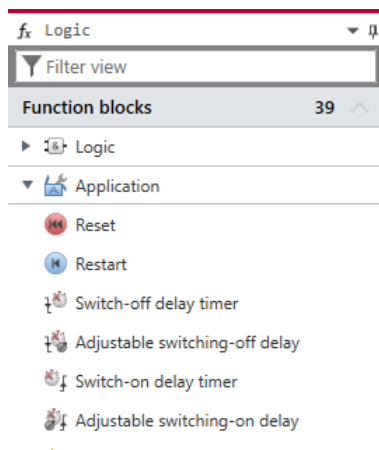 fx Logic
Filter view
Function blocks 39
& Logic
Application
Reset
Restart
Switch-off delay timer
Adjustable switching-off delay
Switch-on delay timer
Adjustable switching-on delay